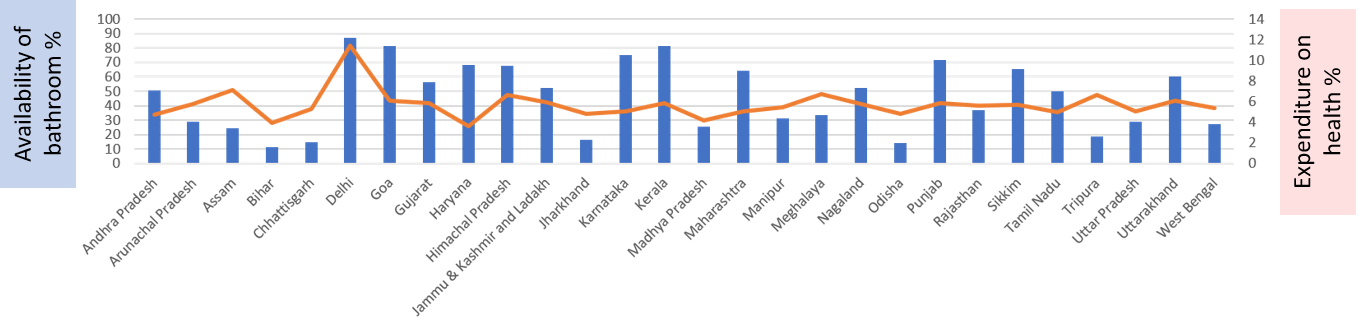 Availability of
bathroom %
100
90
80
70
60
50
40
30
20
10
0
14
12
10
8
6
4
2
0
Expenditure on
health %
Andhra Pradesh
Arunachal Pradesh
Assam
Bihar
Chhattisgarh
Delhi
Goa
Gujarat
Haryana
Himachal Pradesh
Jammu & Kashmir and Ladakh
Jharkhand
Karnataka
Kerala
Madhya Pradesh
Maharashtra
Manipur
Meghalaya
Nagaland
Odisha
Punjab
Rajasthan
Sikkim
Tamil Nadu
Tripura
Uttar Pradesh
Uttarakhand
West Bengal